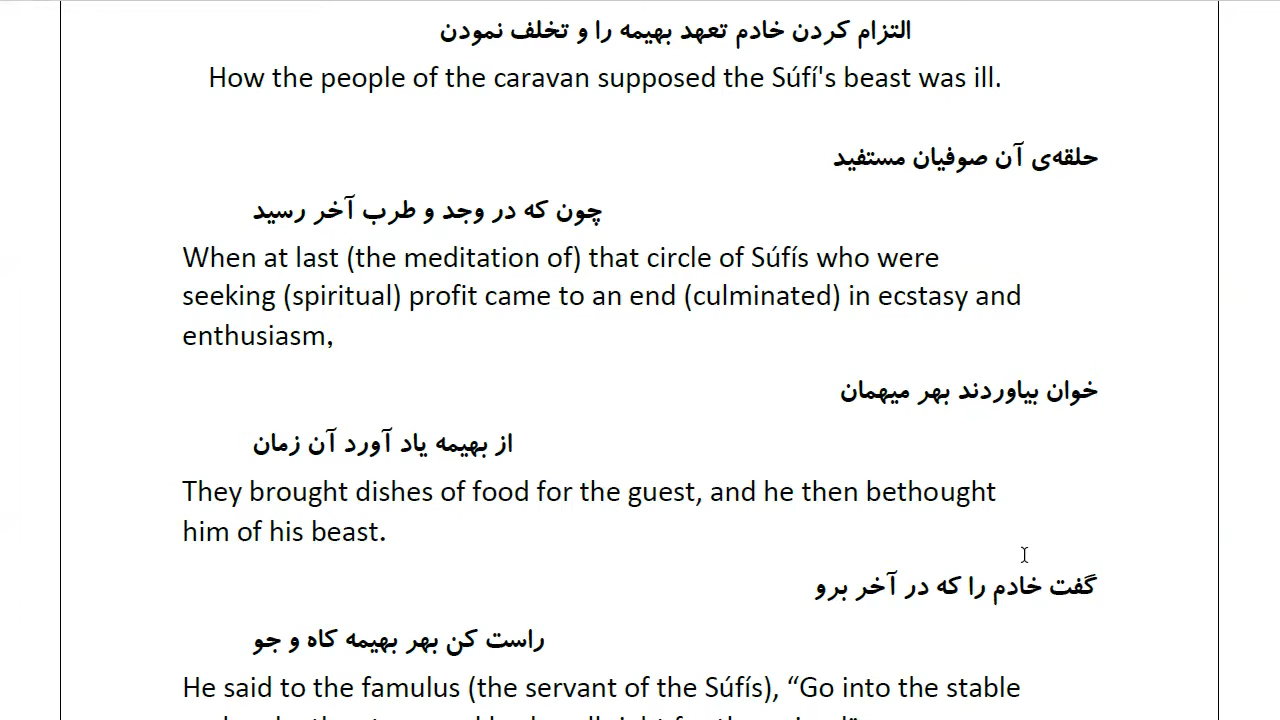 التزام کردن خادم تعهد بهیمه را و تخلف نمودن
How the people of the caravan supposed the Súfí's beast was ill.
حلقه‌ی آن صوفیان مستفید
چون که در وجد و طرب آخر رسید
When at last (the meditation of) that circle of Súfís who were
seeking (spiritual) profit came to an end (culminated) in ecstasy and
enthusiasm,
خوان بیاوردند بهر میهمان
از بهیمه یاد آورد آن زمان
They brought dishes of food for the guest, and he then bethought
him of his beast.
گفت خادم را که در آخر برو
راست کن بهر بهیمه کاه و جو
He said to the famulus (the servant of the Súfís), “Go into the stable